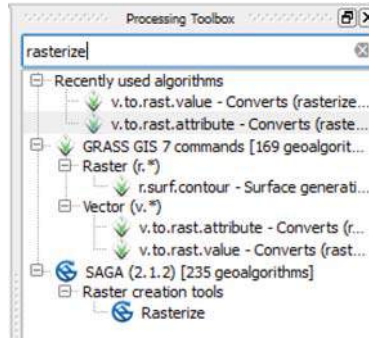 Processing Toolbox
rasterize
Recently used algorithms
v.to.rast.value - Converts (rasterize...
v.to.rast.attribute - Converts (raste...
GRASS GIS 7 commands [169 geoalgorit...
Raster (r.*)
r.surf.contour - Surface generati...
Vector (v.*)
v.to.rast.attribute - Converts (r...
v.to.rast.value - Converts (rast...
SAGA (2.1.2) [235 geoalgorithms]
Raster creation tools
Rasterize